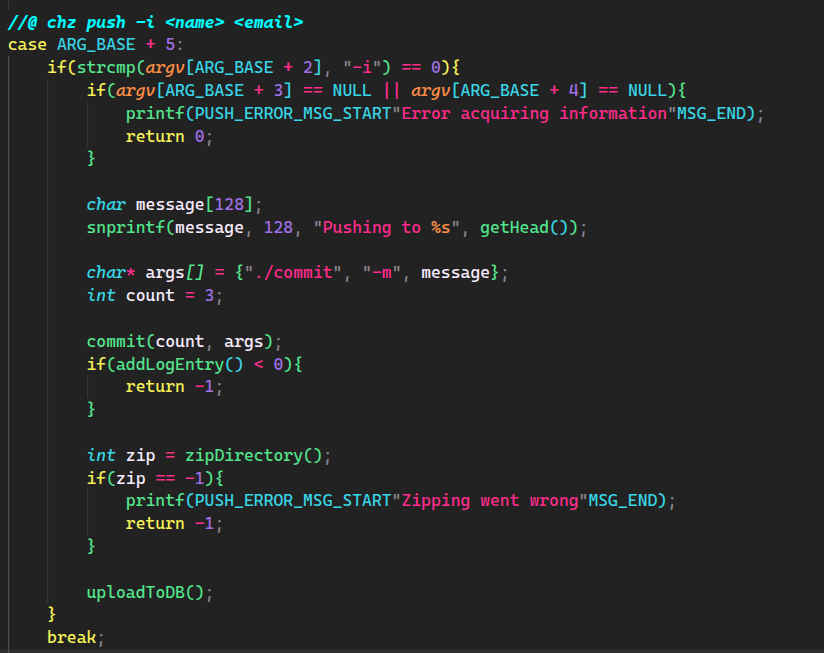 //@ chz push -i <name> <email>
case ARG_BASE + 5:
    if(strcmp(argv[ARG_BASE + 2], "-i") == 0){
        if(argv[ARG_BASE + 3] == NULL || argv[ARG_BASE + 4] == NULL){
            printf(PUSH_ERROR_MSG_START"Error acquiring information"MSG_END);
            return 0;
        }

        char message[128];
        snprintf(message, 128, "Pushing to %s", getHead());

        char* args[] = {"./commit", "-m", message};
        int count = 3;

        commit(count, args);
        if(addLogEntry() < 0){
            return -1;
        }

        int zip = zipDirectory();
        if(zip == -1){
            printf(PUSH_ERROR_MSG_START"Zipping went wrong"MSG_END);
            return -1;
        }

        uploadToDB();
    }
    break;